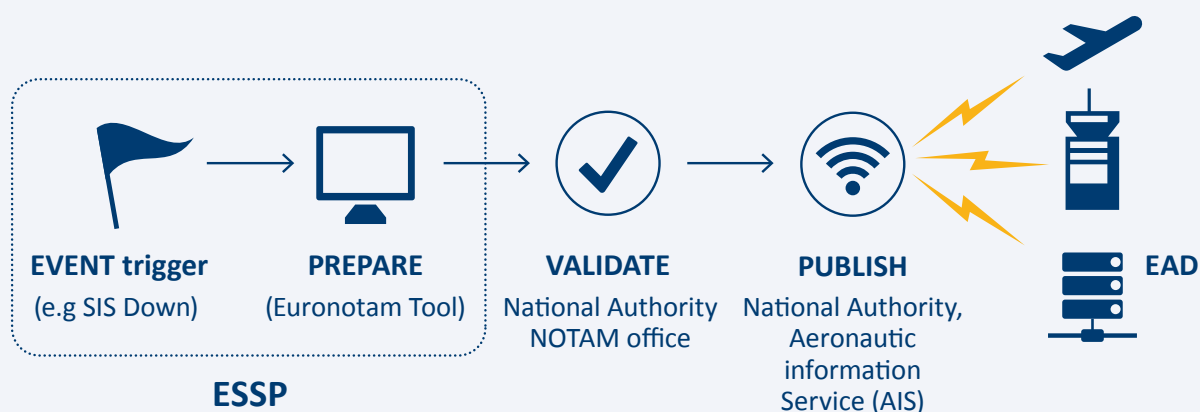 EVENT trigger
(e.g SIS Down)
PREPARE
(Euronotam Tool)
VALIDATE
National Authority
NOTAM office
PUBLISH
National Authority,
Aeronautic
information
Service (AIS)
EAD
ESSP